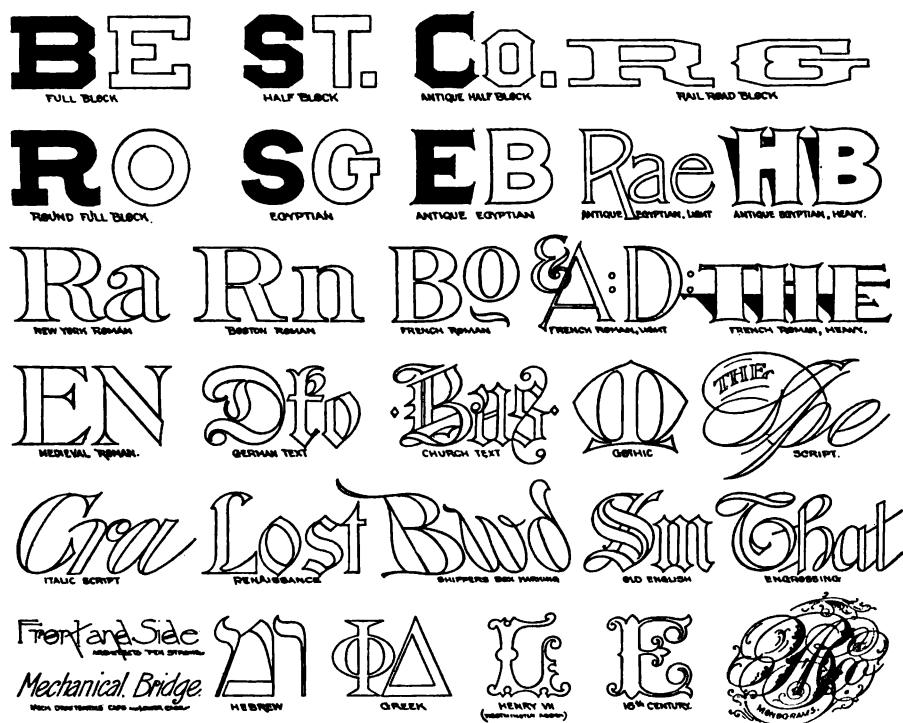 BE ST. Co. RG
FULL BLOCK HALF BLOCK ANTIQUE HALF BLOCK RAIL ROAD BLOCK
RO SG EB Rae HB
ROUND FULL BLOCK. EGYPTIAN ANTIQUE EGYPTIAN ANTIQUE EGYPTIAN, LIGHT ANTIQUE EGYPTIAN, HEAVY.
Ra Rn Bo & A:D: THE
NEW YORK ROMAN BOSTON ROMAN FRENCH ROMAN FRENCH ROMAN, LIGHT FRENCH ROMAN, HEAVY.
EN THE
MEDIEVAL ROMAN. GERMAN TEXT CHURCH TEXT GOTHIC SCRIPT.
Cra Lost Sm That
ITALIC SCRIPT RENAISSANCE SHIPPERS BOX MARKING OLD ENGLISH ENGROSSING
Front and Side ΦΔ L E
Mechanical. Bridge.
HEBREW GREEK HENRY VII 16TH CENTURY MONOGRAMS.